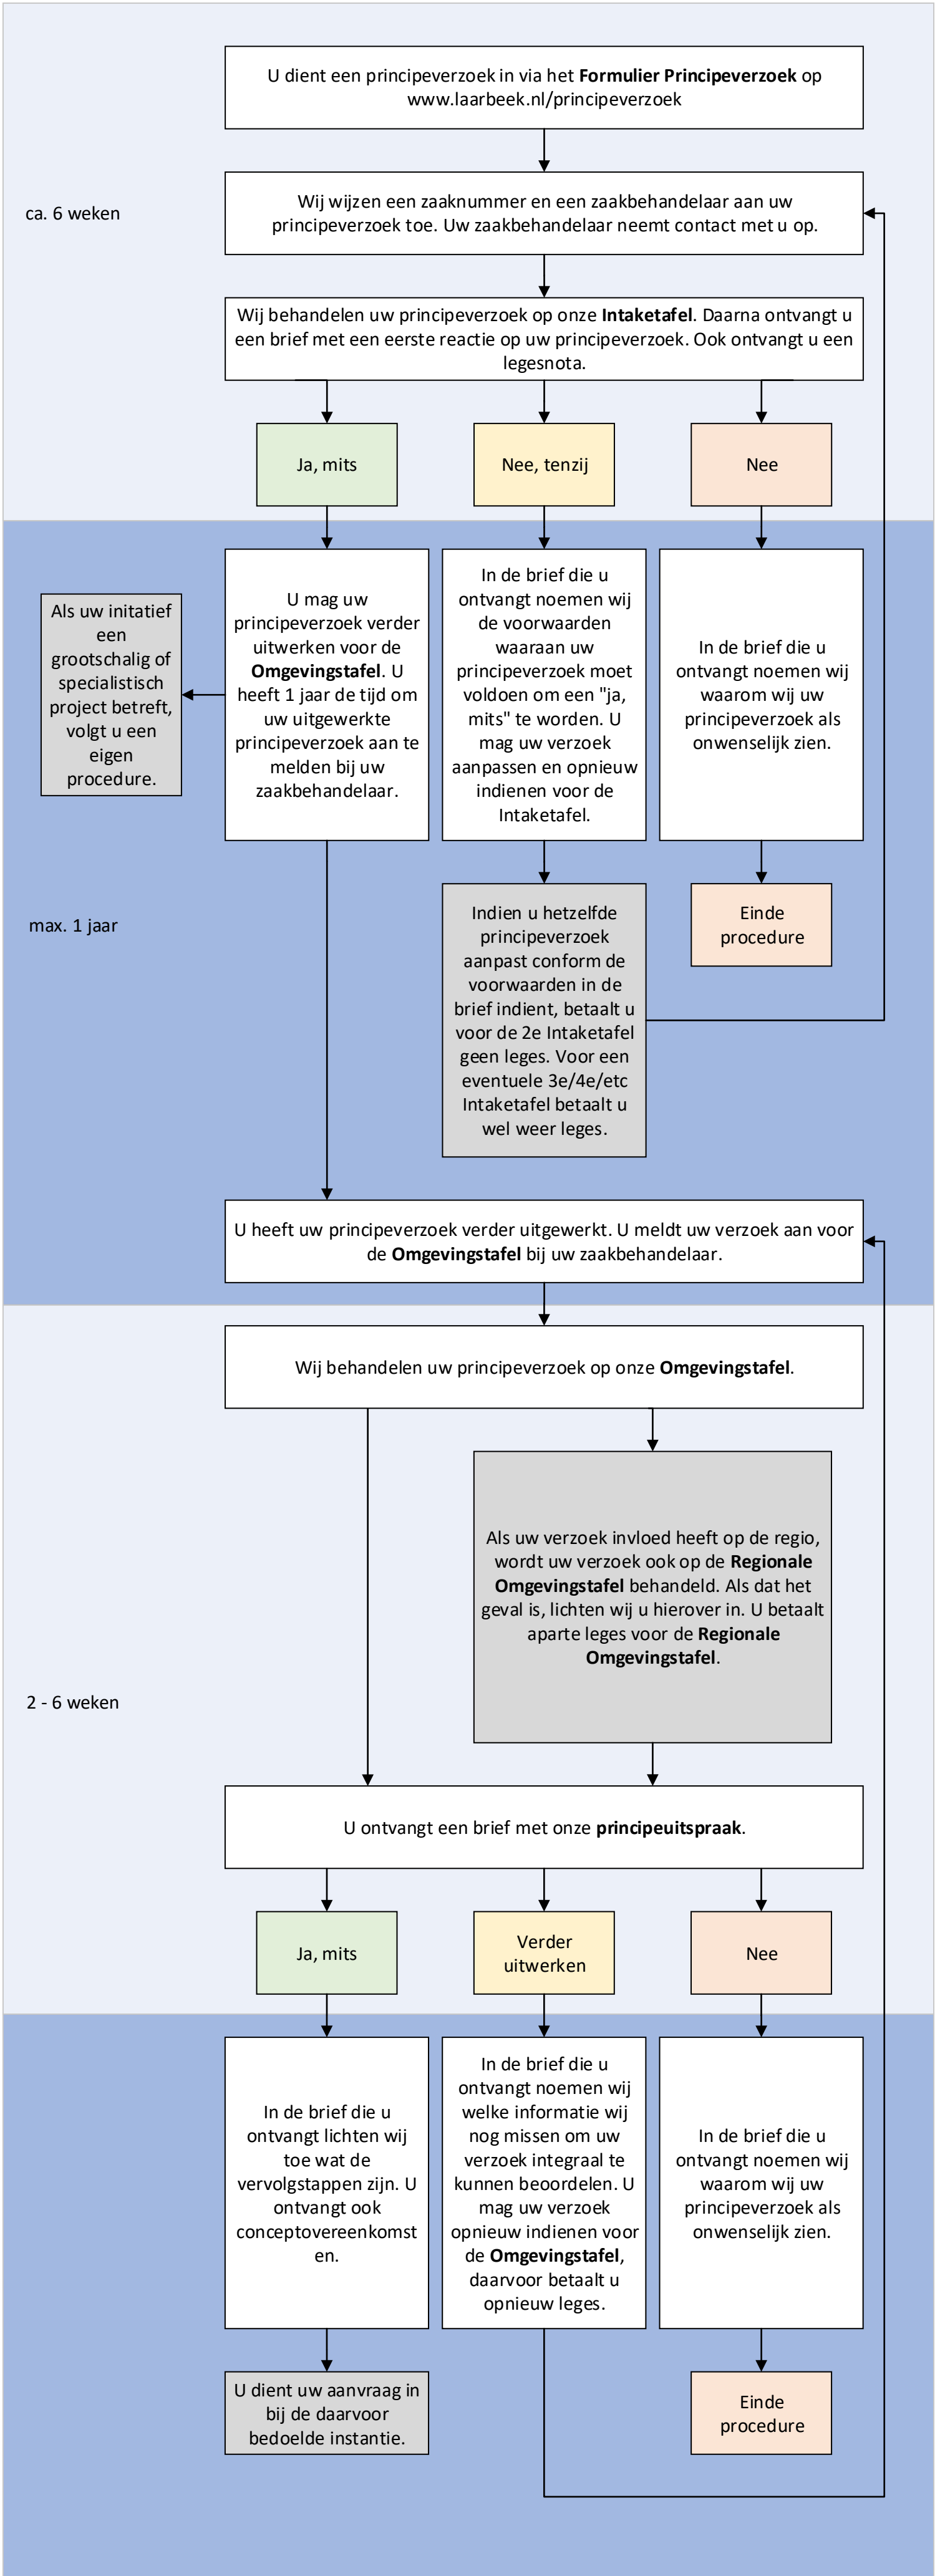 U dient een principeverzoek in via het Formulier Principeverzoek op
www.laarbeek.nl/principeverzoek
ca. 6 weken
Wij wijzen een zaaknummer en een zaakbehandelaar aan uw
principeverzoek toe. Uw zaakbehandelaar neemt contact met u op.
Wij behandelen uw principeverzoek op onze Intaketafel. Daarna ontvangt u
een brief met een eerste reactie op uw principeverzoek. Ook ontvangt u een
legesnota.
Ja, mits
Nee, tenzij
Nee
Als uw initatief
een
grootschalig of
specialistisch
project betreft,
volgt u een
eigen
procedure.
U mag uw
principeverzoek verder
uitwerken voor de
Omgevingstafel. U
heeft 1 jaar de tijd om
uw uitgewerkte
principeverzoek aan te
melden bij uw
zaakbehandelaar.
In de brief die u
ontvangt noemen wij
de voorwaarden
waaraan uw
principeverzoek moet
voldoen om een "ja,
mits" te worden. U
mag uw verzoek
aanpassen en opnieuw
indienen voor de
Intaketafel.
In de brief die u
ontvangt noemen wij
waarom wij uw
principeverzoek als
onwenselijk zien.
max. 1 jaar
Indien u hetzelfde
principeverzoek
aanpast conform de
voorwaarden in de
brief indient, betaalt u
voor de 2e Intaketafel
geen leges. Voor een
eventuele 3e/4e/etc
Intaketafel betaalt u
wel weer leges.
Einde
procedure
U heeft uw principeverzoek verder uitgewerkt. U meldt uw verzoek aan voor
de Omgevingstafel bij uw zaakbehandelaar.
Wij behandelen uw principeverzoek op onze Omgevingstafel.
Als uw verzoek invloed heeft op de regio,
wordt uw verzoek ook op de Regionale
Omgevingstafel behandeld. Als dat het
geval is, lichten wij u hierover in. U betaalt
aparte leges voor de Regionale
Omgevingstafel.
2 - 6 weken
U ontvangt een brief met onze principeuitspraak.
Ja, mits
Verder
uitwerken
Nee
In de brief die u
ontvangt lichten wij
toe wat de
vervolgstappen zijn. U
ontvangt ook
conceptovereenkomst
en.
In de brief die u
ontvangt noemen wij
welke informatie wij
nog missen om uw
verzoek integraal te
kunnen beoordelen. U
mag uw verzoek
opnieuw indienen voor
de Omgevingstafel,
daarvoor betaalt u
opnieuw leges.
In de brief die u
ontvangt noemen wij
waarom wij uw
principeverzoek als
onwenselijk zien.
U dient uw aanvraag in
bij de daarvoor
bedoelde instantie.
Einde
procedure